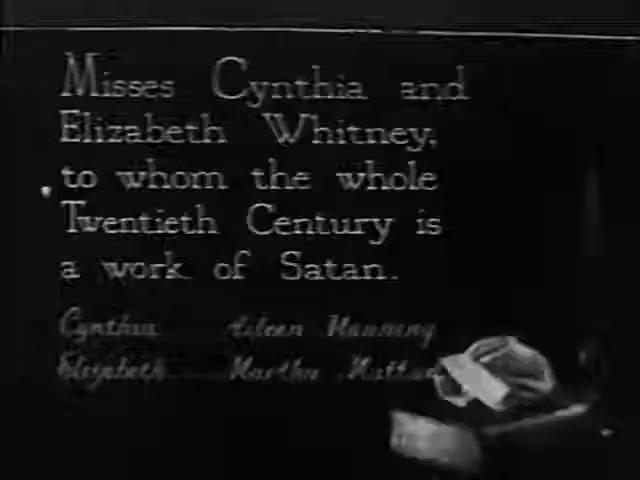 Misses Cynthia and
Elizabeth Whitney,
to whom the whole
Twentieth Century is
a work of Satan.
Cynthia Aileen Manning
Elizabeth Martha